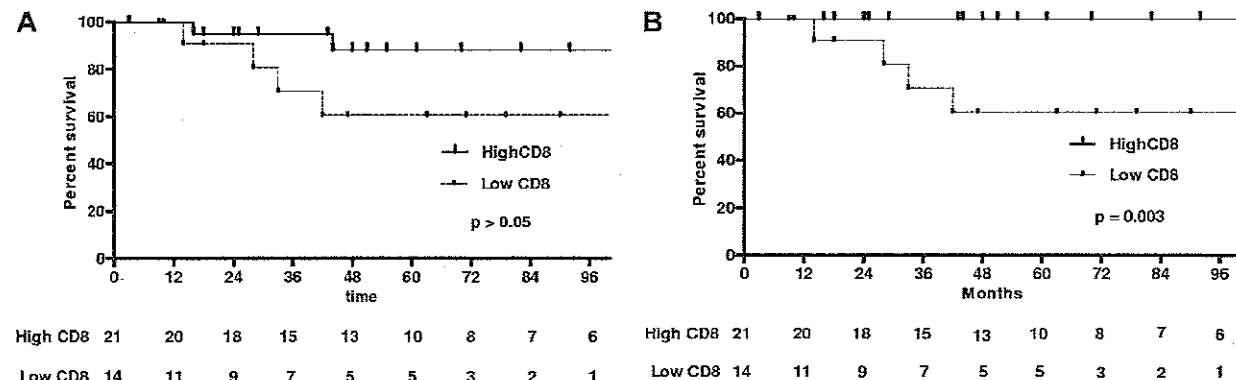 A
Percent survival
100
80
60
40
20
0
0
12
24
36
48
60
72
84
96
time
HighCD8
Low CD8
p > 0.05
High CD8 21 20 18 15 13 10 8 7 6
Low CD8 14 11 9 7 5 5 3 2 1
B
Percent survival
100
80
60
40
20
0
0
12
24
36
48
60
72
84
96
Months
HighCD8
Low CD8
p = 0.003
High CD8 21 20 18 15 13 10 8 7 6
Low CD8 14 11 9 7 5 5 3 2 1